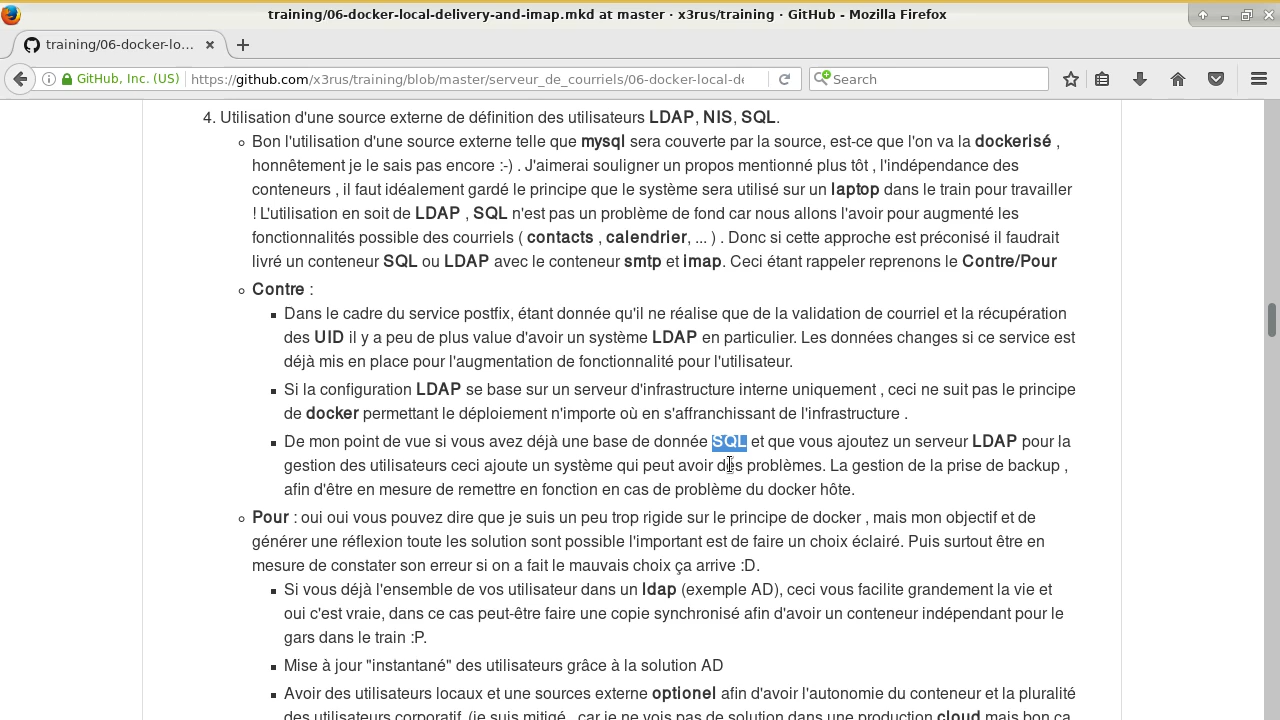 training/06-docker-local-delivery-and-imap.mkd at master · x3rus/training · GitHub - Mozilla Firefox
training/06-docker-lo...
GitHub, Inc. (US) https://github.com/x3rus/training/blob/master/serveur_de_courriels/06-docker-local-de Search
4. Utilisation d'une source externe de définition des utilisateurs LDAP, NIS, SQL.
Bon l'utilisation d'une source externe telle que mysql sera couverte par la source, est-ce que l'on va la dockerisé ,
honnêtement je le sais pas encore :-) . J'aimerai souligner un propos mentionné plus tôt , l'indépendance des
conteneurs , il faut idéalement gardé le principe que le système sera utilisé sur un laptop dans le train pour travailler
! L'utilisation en soit de LDAP , SQL n'est pas un problème de fond car nous allons l'avoir pour augmenté les
fonctionnalités possible des courriels ( contacts , calendrier, ... ) . Donc si cette approche est préconisé il faudrait
livré un conteneur SQL ou LDAP avec le conteneur smtp et imap. Ceci étant rappeler reprenons le Contre/Pour
Contre :
Dans le cadre du service postfix, étant donnée qu'il ne réalise que de la validation de courriel et la récupération
des UID il y a peu de plus value d'avoir un système LDAP en particulier. Les données changes si ce service est
déjà mis en place pour l'augmentation de fonctionnalité pour l'utilisateur.
Si la configuration LDAP se base sur un serveur d'infrastructure interne uniquement , ceci ne suit pas le principe
de docker permettant le déploiement n'importe où en s'affranchissant de l'infrastructure .
De mon point de vue si vous avez déjà une base de donnée SQL et que vous ajoutez un serveur LDAP pour la
gestion des utilisateurs ceci ajoute un système qui peut avoir des problèmes. La gestion de la prise de backup ,
afin d'être en mesure de remettre en fonction en cas de problème du docker hôte.
Pour : oui oui vous pouvez dire que je suis un peu trop rigide sur le principe de docker , mais mon objectif et de
générer une réflexion toute les solution sont possible l'important est de faire un choix éclairé. Puis surtout être en
mesure de constater son erreur si on a fait le mauvais choix ça arrive :D.
Si vous déjà l'ensemble de vos utilisateur dans un ldap (exemple AD), ceci vous facilite grandement la vie et
oui c'est vraie, dans ce cas peut-être faire une copie synchronisé afin d'avoir un conteneur indépendant pour le
gars dans le train :P.
Mise à jour "instantané" des utilisateurs grâce à la solution AD
Avoir des utilisateurs locaux et une sources externe optionel afin d'avoir l'autonomie du conteneur et la pluralité
des utilisateurs corporatif. (je suis mitigé , car je ne vois pas de solution dans une production cloud mais bon ça